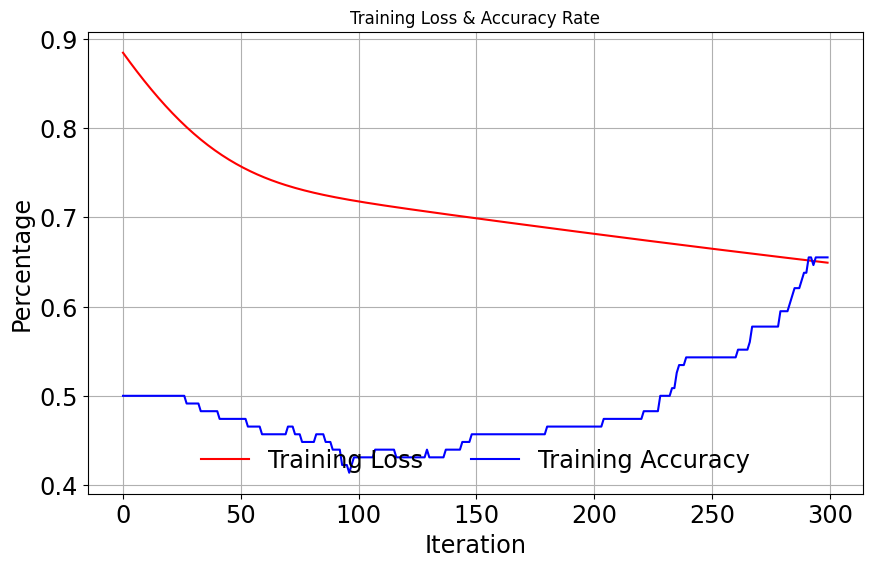 Training Loss & Accuracy Rate
Percentage
0.9
0.8
0.7
0.6
0.5
0.4
Training Loss
Training Accuracy
0 50 100 150 200 250 300
Iteration